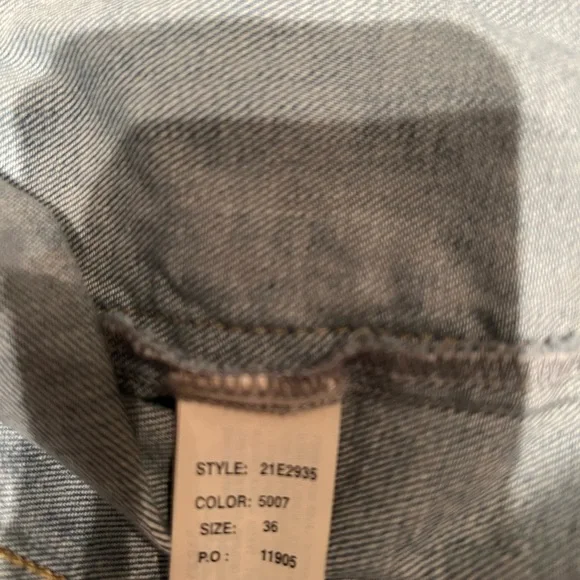 STYLE: 21E2935
COLOR: 5007
SIZE: 36
P.O : 11905